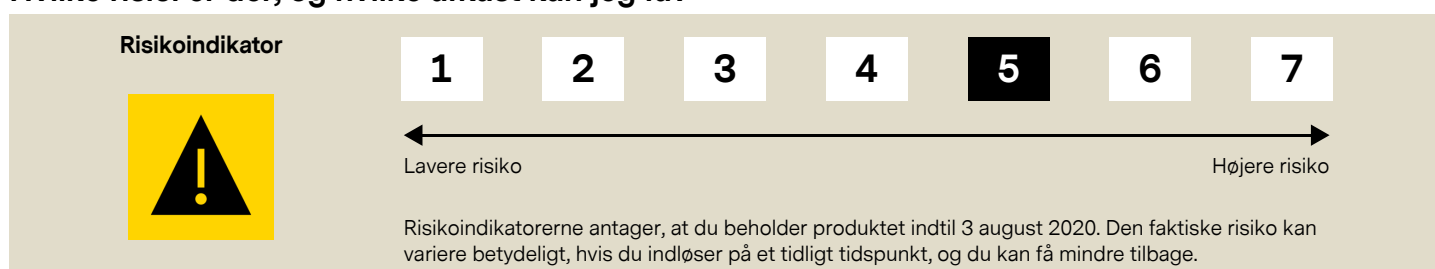 Risikoindikator
1 2 3 4 5 6 7
Lavere risiko Højere risiko
Risikoindikatorerne antager, at du beholder produktet indtil 3 august 2020. Den faktiske risiko kan
variere betydeligt, hvis du indløser på et tidligt tidspunkt, og du kan få mindre tilbage.